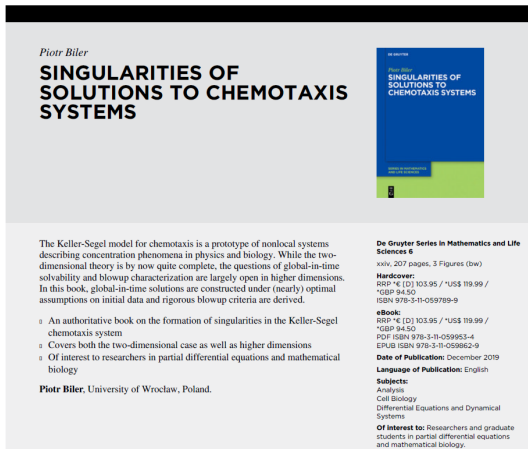 Piotr Biler
SINGULARITIES OF
SOLUTIONS TO CHEMOTAXIS
SYSTEMS
DE GRUYTER
Piotr Biler
SINGULARITIES OF
SOLUTIONS TO
CHEMOTAXIS SYSTEMS
SERIES IN MATHEMATICS
AND LIFE SCIENCES
The Keller-Segel model for chemotaxis is a prototype of nonlocal systems
describing concentration phenomena in physics and biology. While the two-
dimensional theory is by now quite complete, the questions of global-in-time
solvability and blowup characterization are largely open in higher dimensions.
In this book, global-in-time solutions are constructed under (nearly) optimal
assumptions on initial data and rigorous blowup criteria are derived.
An authoritative book on the formation of singularities in the Keller-Segel
chemotaxis system
Covers both the two-dimensional case as well as higher dimensions
Of interest to researchers in partial differential equations and mathematical
biology
Piotr Biler, University of Wrocław, Poland.
De Gruyter Series in Mathematics and Life
Sciences 6
xxiv, 207 pages, 3 Figures (bw)
Hardcover:
RRP *€ [D] 103.95 / *US$ 119.99 /
*GBP 94.50
ISBN 978-3-11-059789-9
eBook:
RRP *€ [D] 103.95 / *US$ 119.99 /
*GBP 94.50
PDF ISBN 978-3-11-059953-4
EPUB ISBN 978-3-11-059862-9
Date of Publication: December 2019
Language of Publication: English
Subjects:
Analysis
Cell Biology
Differential Equations and Dynamical
Systems
Of interest to: Researchers and graduate
students in partial differential equations
and mathematical biology.